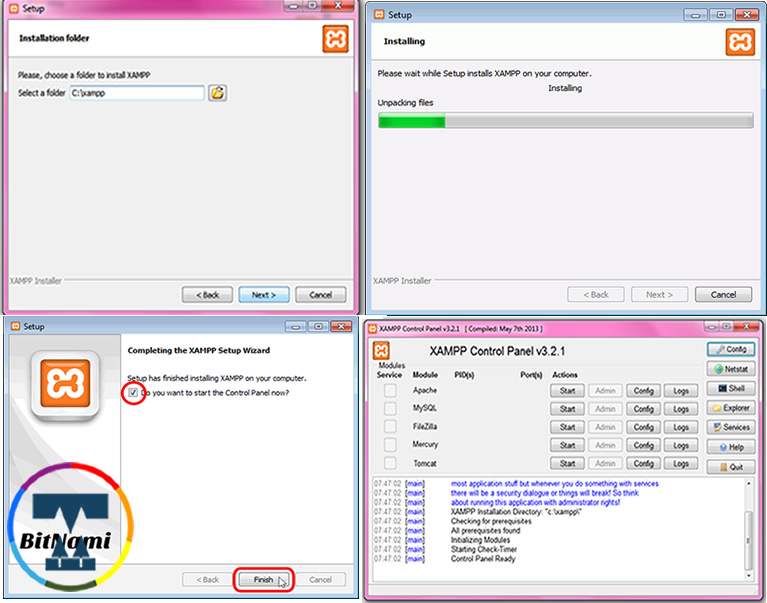 Setup
Installation folder
Please, choose a folder to install XAMPP
Select a folder C:\xampp
XAMPP Installer
< Back Next > Cancel
Setup
Installing
Please wait while Setup installs XAMPP on your computer.
Installing
Unpacking files
XAMPP Installer
< Back Next > Cancel
Setup
Completing the XAMPP Setup Wizard
Setup has finished installing XAMPP on your computer.
Do you want to start the Control Panel now?
BitNami
< Back Finish Cancel
XAMPP Control Panel v3.2.1 [ Compiled: May 7th 2013 ]
XAMPP Control Panel v3.2.1
Config
Modules
Service Module PID(s) Port(s) Actions
Netstat
Apache Start Admin Config Logs
Shell
MySQL Start Admin Config Logs
Explorer
FileZilla Start Admin Config Logs
Services
Mercury Start Admin Config Logs
Help
Tomcat Start Admin Config Logs
Quit
07:47:02 [main] most application stuff but whenever you do something with services
07:47:02 [main] there will be a security dialogue or things will break! So think
07:47:02 [main] about running this application with administrator rights!
07:47:02 [main] XAMPP Installation Directory: "c:\xampp\"
07:47:02 [main] Checking for prerequisites
07:47:02 [main] All prerequisites found
07:47:02 [main] Initializing Modules
07:47:02 [main] Starting Check-Timer
07:47:02 [main] Control Panel Ready